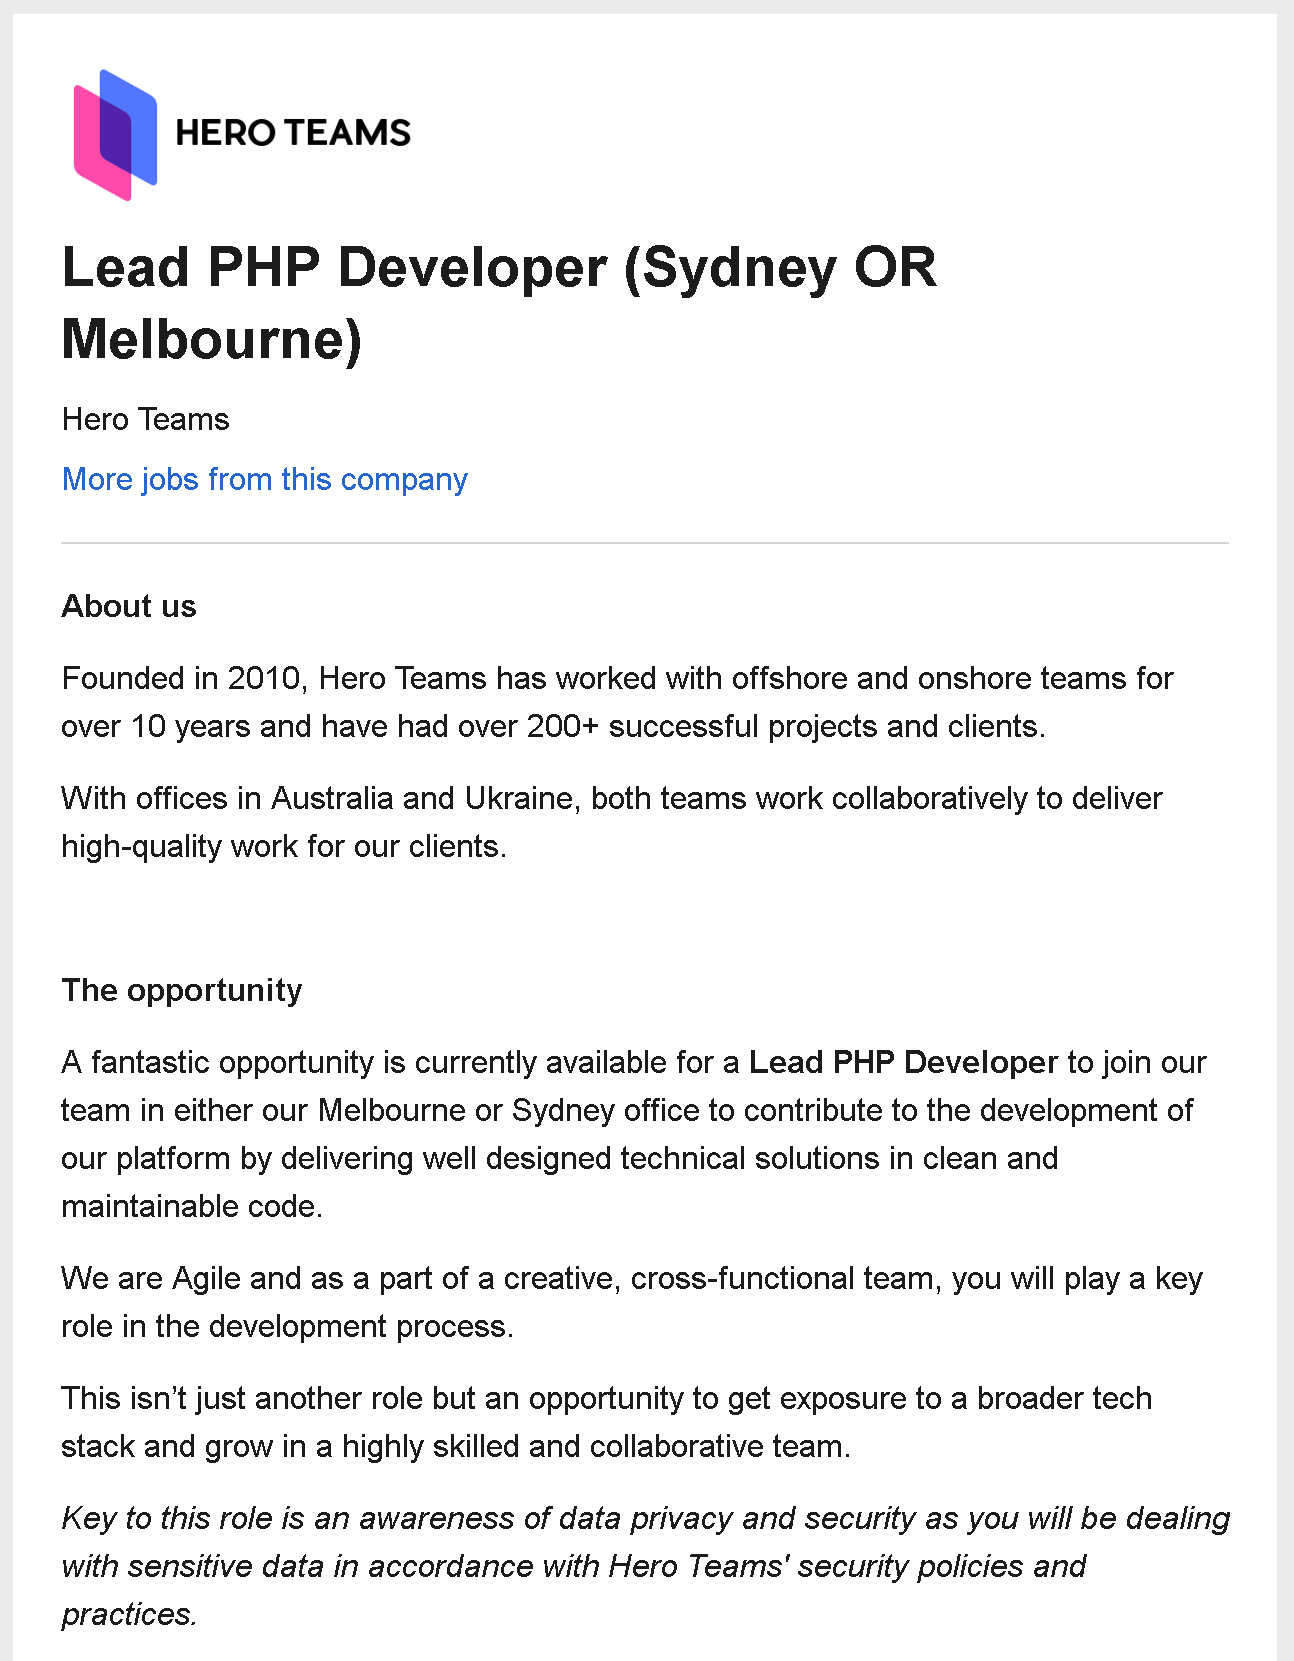 HERO TEAMS
Lead PHP Developer (Sydney OR
Melbourne)
Hero Teams
More jobs from this company
About us
Founded in 2010, Hero Teams has worked with offshore and onshore teams for
over 10 years and have had over 200+ successful projects and clients.
With offices in Australia and Ukraine, both teams work collaboratively to deliver
high-quality work for our clients.
The opportunity
A fantastic opportunity is currently available for a Lead PHP Developer to join our
team in either our Melbourne or Sydney office to contribute to the development of
our platform by delivering well designed technical solutions in clean and
maintainable code.
We are Agile and as a part of a creative, cross-functional team, you will play a key
role in the development process.
This isn’t just another role but an opportunity to get exposure to a broader tech
stack and grow in a highly skilled and collaborative team.
Key to this role is an awareness of data privacy and security as you will be dealing
with sensitive data in accordance with Hero Teams' security policies and
practices.